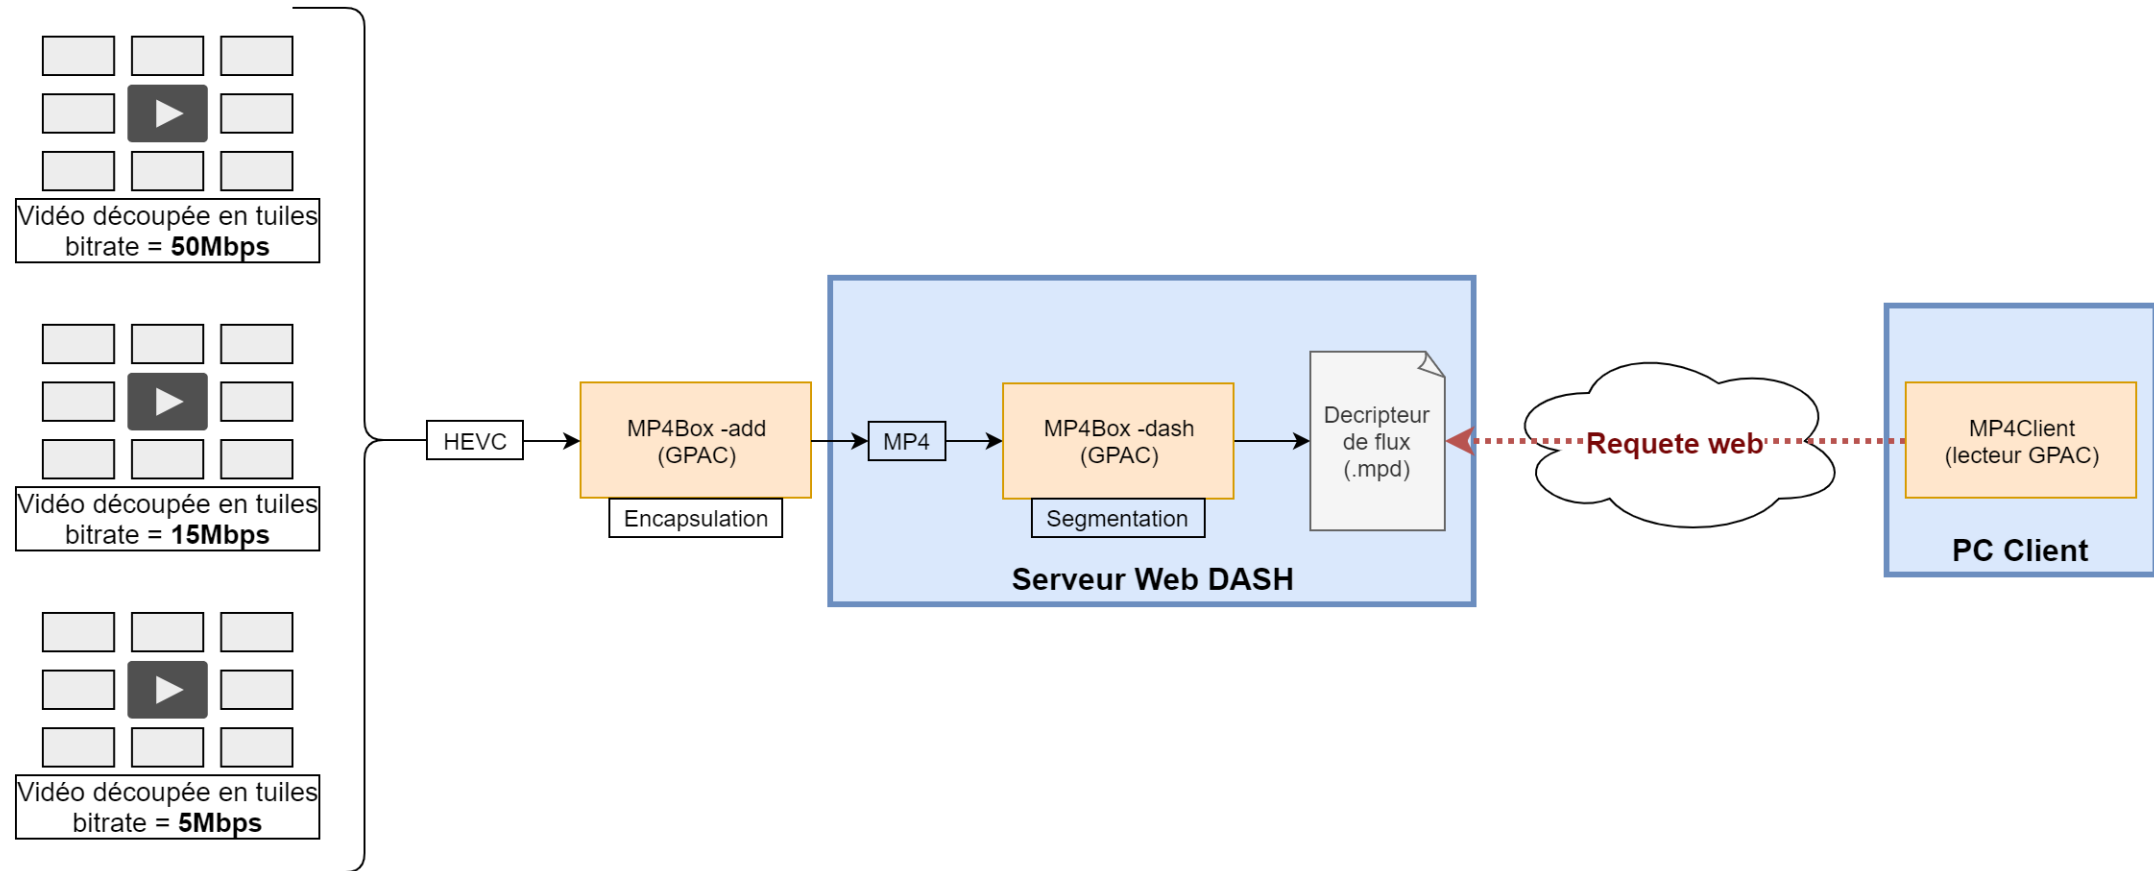 Vidéo découpée en tuiles
bitrate = 50Mbps
Vidéo découpée en tuiles
bitrate = 15Mbps
Vidéo découpée en tuiles
bitrate = 5Mbps
HEVC
MP4Box -add
(GPAC)
Encapsulation
MP4
MP4Box -dash
(GPAC)
Segmentation
Decripteur
de flux
(.mpd)
Serveur Web DASH
Requete web
MP4Client
(lecteur GPAC)
PC Client